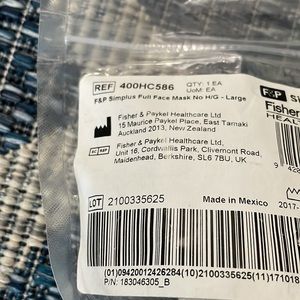 REF 400HC586
QTY: 1 EA
UoM: EA
F&P Simplus Full Face Mask No H/G - Large
F&P
Fisher & Paykel Healthcare Ltd
15 Maurice Paykel Place, East Tamaki
Auckland 2013, New Zealand
Fisher
HEAL
EC REP
Fisher & Paykel Healthcare Ltd,
Unit 16, Cordwallis Park, Clivemont Road,
Maidenhead, Berkshire, SL6 7BU, UK
LOT 2100335625
Made in Mexico
2017-
(01)09420012426284(10)2100335625(11)171018
P/N: 183046305_B